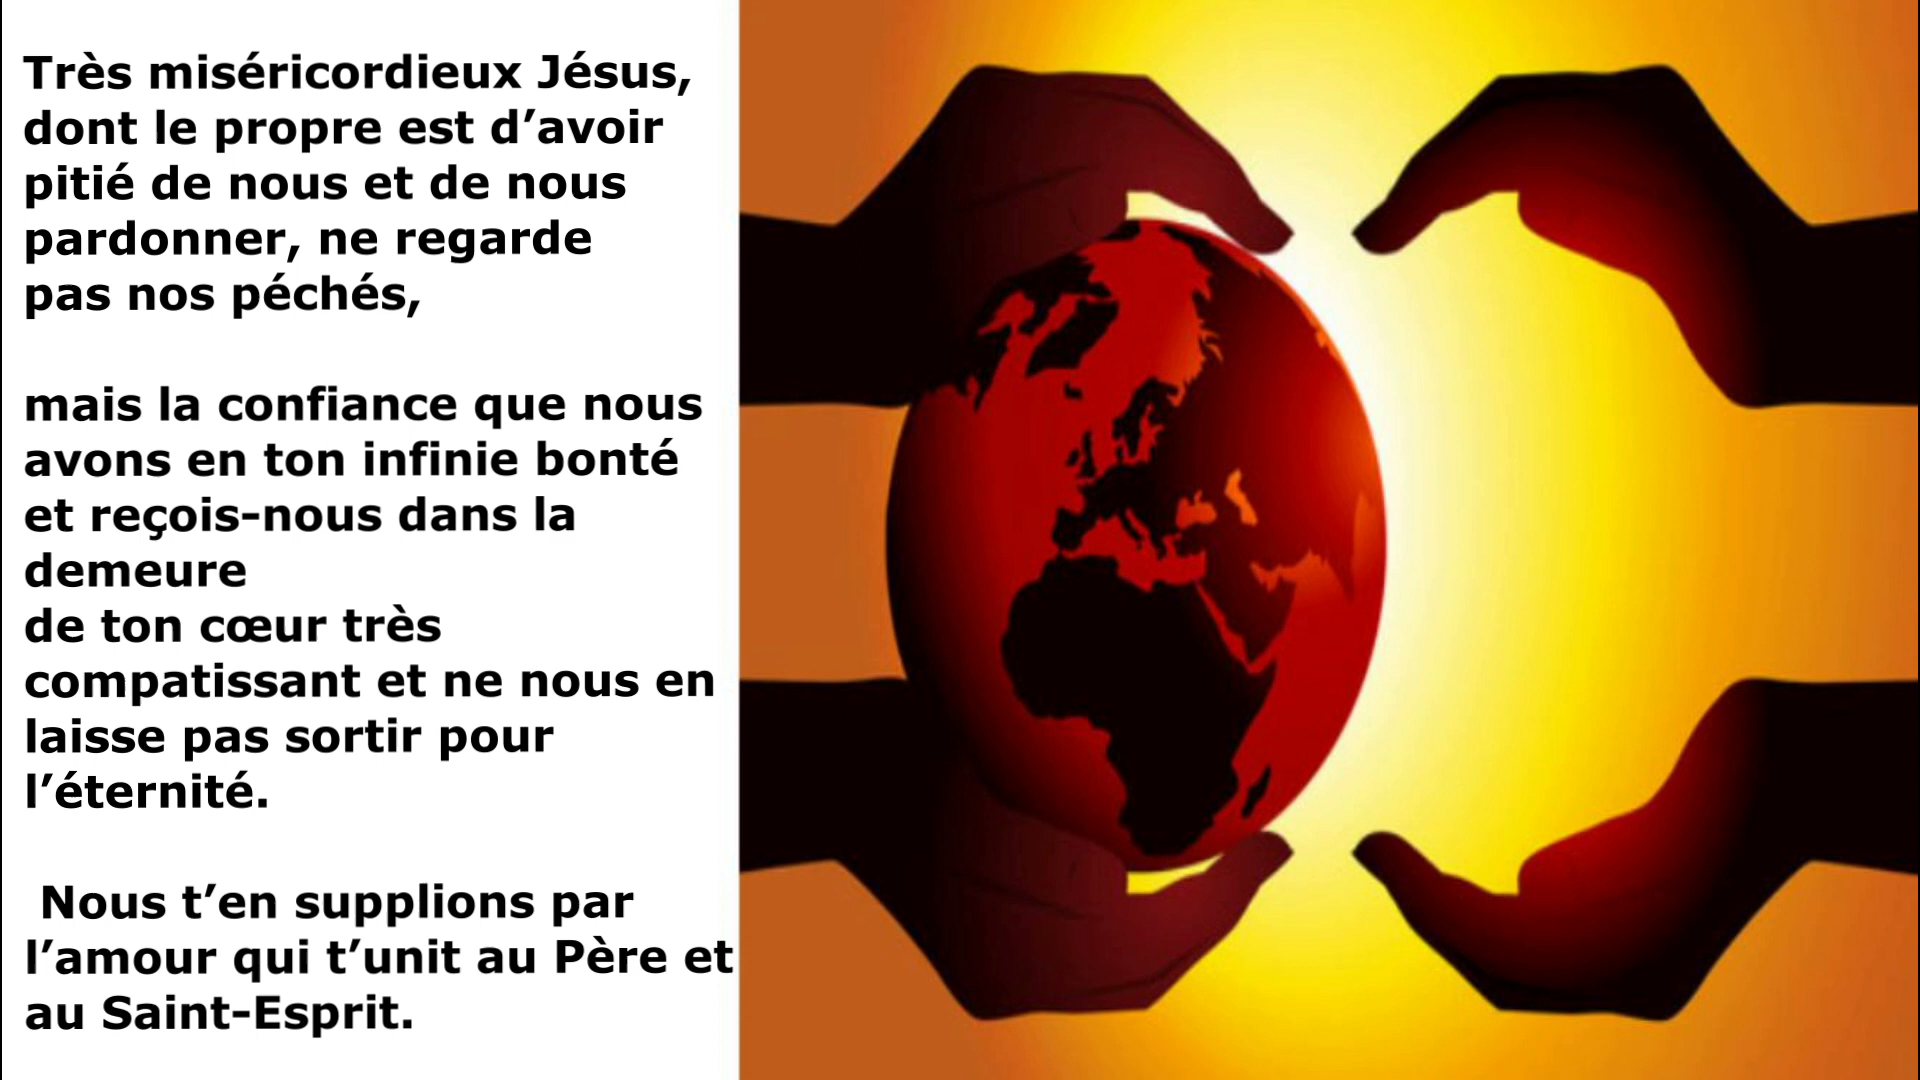 Très miséricordieux Jésus,
dont le propre est d’avoir
pitié de nous et de nous
pardonner, ne regarde
pas nos péchés,
mais la confiance que nous
avons en ton infinie bonté
et reçois-nous dans la
demeure
de ton cœur très
compatissant et ne nous en
laisse pas sortir pour
l’éternité.
Nous t’en supplions par
l’amour qui t’unit au Père et
au Saint-Esprit.